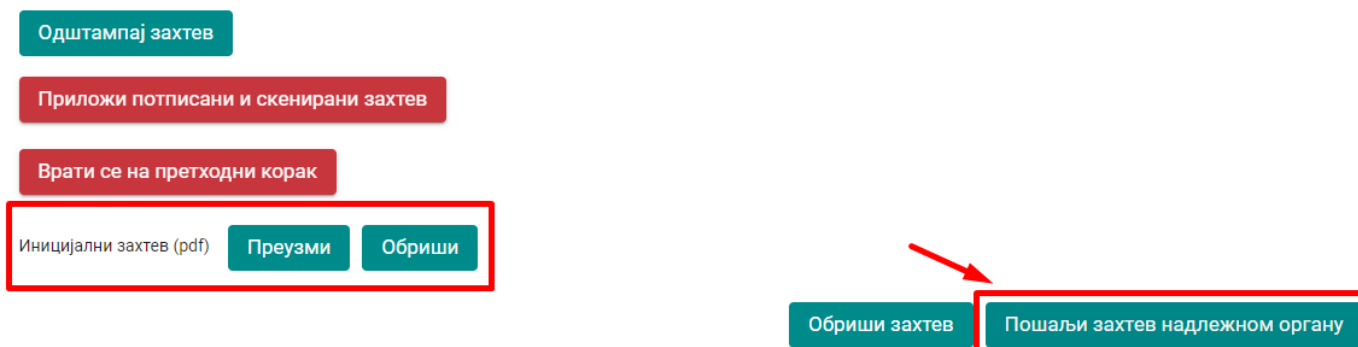 Одштампај захтев
Приложи потписани и скенирани захтев
Врати се на претходни корак
Иницијални захтев (pdf) Преузми Обриши
Обриши захтев Пошаљи захтев надлежном органу